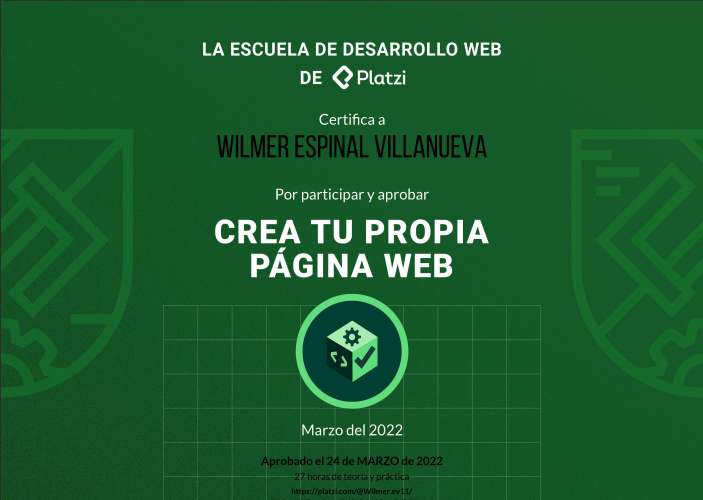 LA ESCUELA DE DESARROLLO WEB
DE Platzi
Certifica a
WILMER ESPINAL VILLANUEVA
Por participar y aprobar
CREA TU PROPIA
PÁGINA WEB
Marzo del 2022
Aprobado el 24 de MARZO de 2022
27 horas de teoría y práctica
https://platzi.com/@Wilmer.ev11/